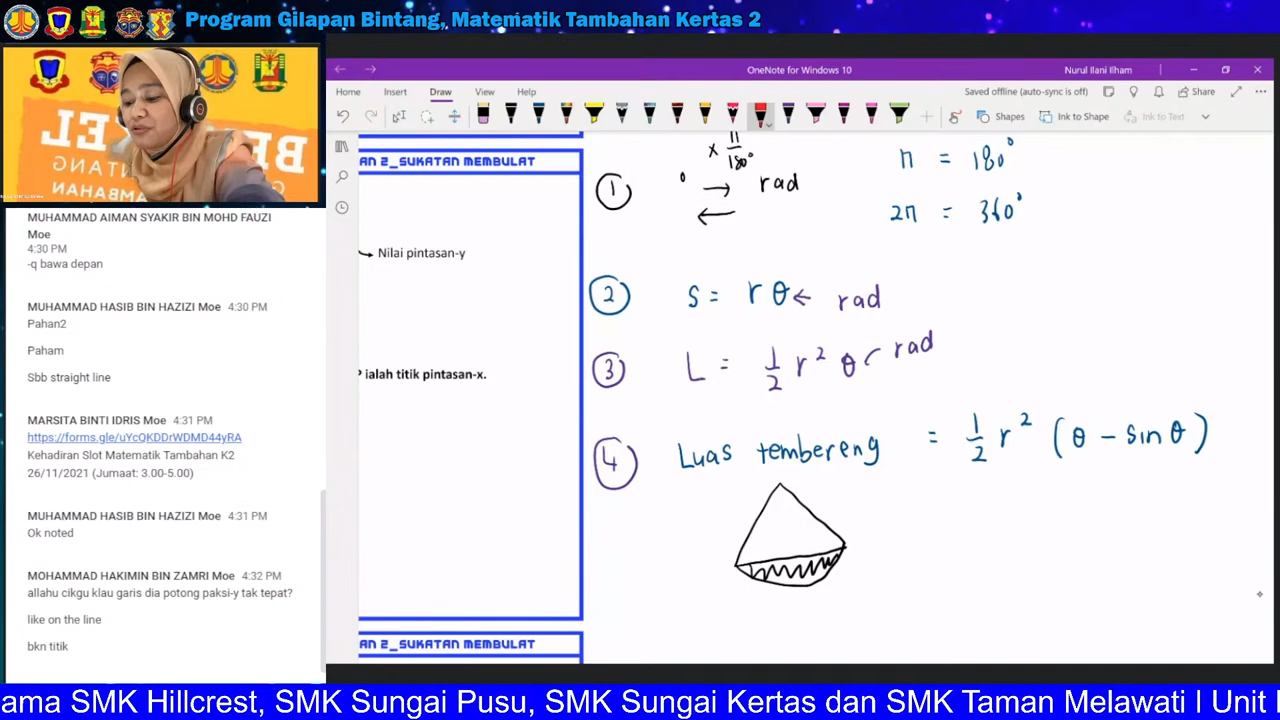 Program Gilapan Bintang, Matematik Tambahan Kertas 2
OneNote for Windows 10
Nurul Ilani Ilham
Home Insert Draw View Help
Saved offline (auto-sync is off)
Share
Shapes
Ink to Shape
Ink to Text
MUHAMMAD AIMAN SYAKIR BIN MOHD FAUZI
Moe
4:30 PM
-q bawa depan
MUHAMMAD HASIB BIN HAZIZI Moe 4:30 PM
Pahan2
Paham
Sbb straight line
MARSITA BINTI IDRIS Moe 4:31 PM
https://forms.gle/uYcQKDDrWDMD44yRA
Kehadiran Slot Matematik Tambahan K2
26/11/2021 (Jumaat: 3.00-5.00)
MUHAMMAD HASIB BIN HAZIZI Moe 4:31 PM
Ok noted
MOHAMMAD HAKIMIN BIN ZAMRI Moe 4:32 PM
allahu cikgu klau garis dia potong paksi-y tak tepat?
like on the line
bkn titik
AN 2_SUKATAN MEMBULAT
Nilai pintasan-y
P ialah titik pintasan-x.
AN 2_SUKATAN MEMBULAT
× π/180°
① ° → rad
←
π = 180°
2π = 360°
② s = rθ ← rad
③ L = 1/2 r² θ rad
④ Luas tembereng = 1/2 r² (θ − sin θ)
ama SMK Hillcrest, SMK Sungai Pusu, SMK Sungai Kertas dan SMK Taman Melawati | Unit